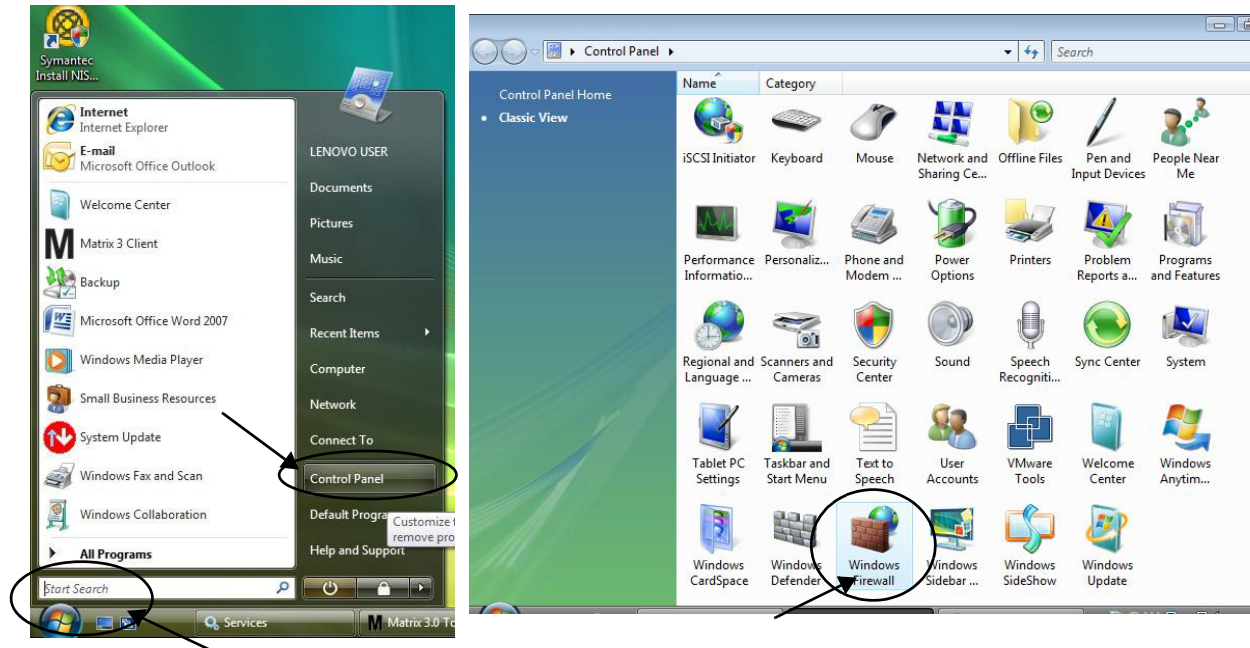 Symantec
Install NIS...
Internet
Internet Explorer
E-mail
Microsoft Office Outlook
Welcome Center
Matrix 3 Client
Backup
Microsoft Office Word 2007
Windows Media Player
Small Business Resources
System Update
Windows Fax and Scan
Windows Collaboration
All Programs
Start Search
LENOVO USER
Documents
Pictures
Music
Search
Recent Items
Computer
Network
Connect To
Control Panel
Default Progra
Customize
remove pro
Help and Support
Services
M Matrix 3.0 To
Control Panel
Search
Control Panel Home
Classic View
Name Category
iSCSI Initiator
Keyboard
Mouse
Network and
Sharing Ce...
Offline Files
Pen and
Input Devices
People Near
Me
Performance
Informatio...
Personaliz...
Phone and
Modem ...
Power
Options
Printers
Problem
Reports a...
Programs
and Features
Regional and
Language ...
Scanners and
Cameras
Security
Center
Sound
Speech
Recogniti...
Sync Center
System
Tablet PC
Settings
Taskbar and
Start Menu
Text to
Speech
User
Accounts
VMware
Tools
Welcome
Center
Windows
Anytim...
Windows
CardSpace
Windows
Defender
Windows
Firewall
Windows
Sidebar ...
Windows
SideShow
Windows
Update